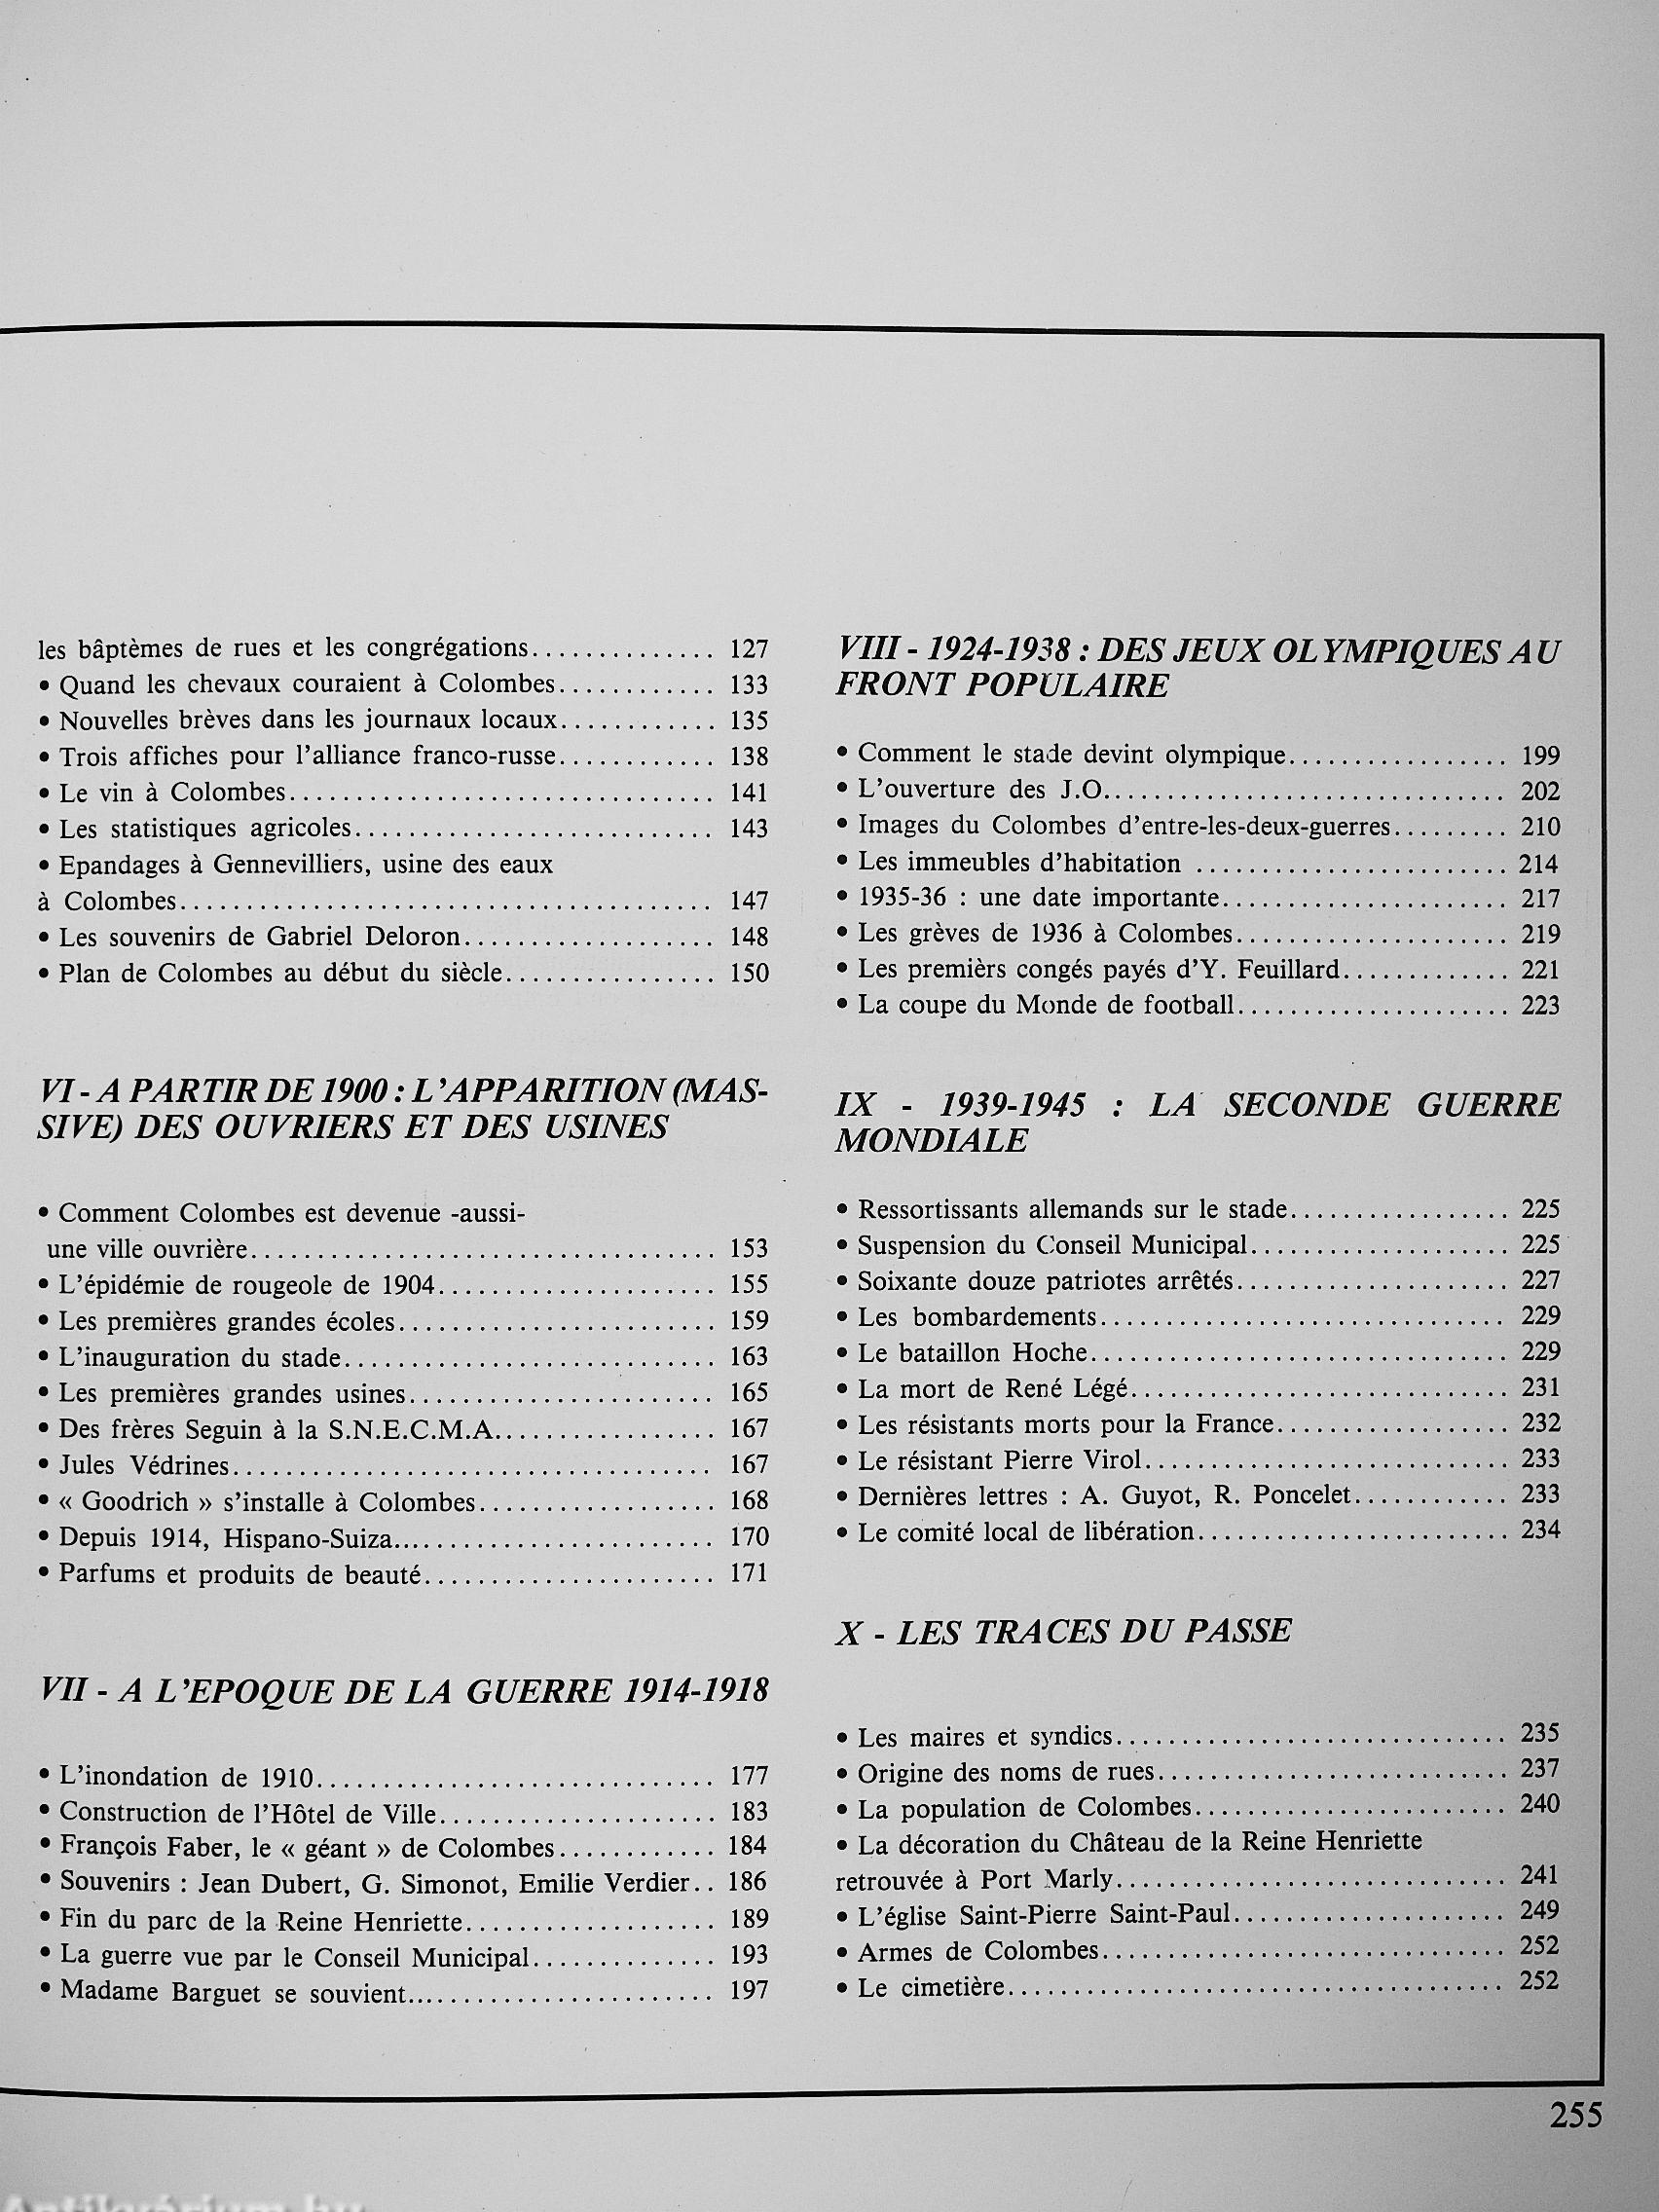 les bâptèmes de rues et les congrégations.............. 127
• Quand les chevaux couraient à Colombes............ 133
• Nouvelles brèves dans les journaux locaux............ 135
• Trois affiches pour l'alliance franco-russe............ 138
• Le vin à Colombes................................ 141
• Les statistiques agricoles........................... 143
• Epandages à Gennevilliers, usine des eaux
à Colombes........................................ 147
• Les souvenirs de Gabriel Deloron................... 148
• Plan de Colombes au début du siècle................ 150
VI - A PARTIR DE 1900 : L'APPARITION (MAS-
SIVE) DES OUVRIERS ET DES USINES
• Comment Colombes est devenue -aussi-
une ville ouvrière................................... 153
• L'épidémie de rougeole de 1904..................... 155
• Les premières grandes écoles........................ 159
• L'inauguration du stade............................ 163
• Les premières grandes usines....................... 165
• Des frères Seguin à la S.N.E.C.M.A................. 167
• Jules Védrines.................................... 167
• « Goodrich » s'installe à Colombes.................. 168
• Depuis 1914, Hispano-Suiza........................ 170
• Parfums et produits de beauté...................... 171
VII - A L'EPOQUE DE LA GUERRE 1914-1918
• L'inondation de 1910.............................. 177
• Construction de l'Hôtel de Ville..................... 183
• François Faber, le « géant » de Colombes............ 184
• Souvenirs : Jean Dubert, G. Simonot, Emilie Verdier.. 186
• Fin du parc de la Reine Henriette................... 189
• La guerre vue par le Conseil Municipal.............. 193
• Madame Barguet se souvient........................ 197
VIII - 1924-1938 : DES JEUX OLYMPIQUES AU
FRONT POPULAIRE
• Comment le stade devint olympique................. 199
• L'ouverture des J.O............................... 202
• Images du Colombes d'entre-les-deux-guerres......... 210
• Les immeubles d'habitation ........................ 214
• 1935-36 : une date importante...................... 217
• Les grèves de 1936 à Colombes..................... 219
• Les premièrs congés payés d'Y. Feuillard............. 221
• La coupe du Monde de football..................... 223
IX - 1939-1945 : LA SECONDE GUERRE
MONDIALE
• Ressortissants allemands sur le stade................. 225
• Suspension du Conseil Municipal.................... 225
• Soixante douze patriotes arrêtés..................... 227
• Les bombardements............................... 229
• Le bataillon Hoche................................ 229
• La mort de René Légé............................. 231
• Les résistants morts pour la France.................. 232
• Le résistant Pierre Virol............................ 233
• Dernières lettres : A. Guyot, R. Poncelet............ 233
• Le comité local de libération........................ 234
X - LES TRACES DU PASSE
• Les maires et syndics.............................. 235
• Origine des noms de rues........................... 237
• La population de Colombes........................ 240
• La décoration du Château de la Reine Henriette
retrouvée à Port Marly.............................. 241
• L'église Saint-Pierre Saint-Paul..................... 249
• Armes de Colombes............................... 252
• Le cimetière...................................... 252
255